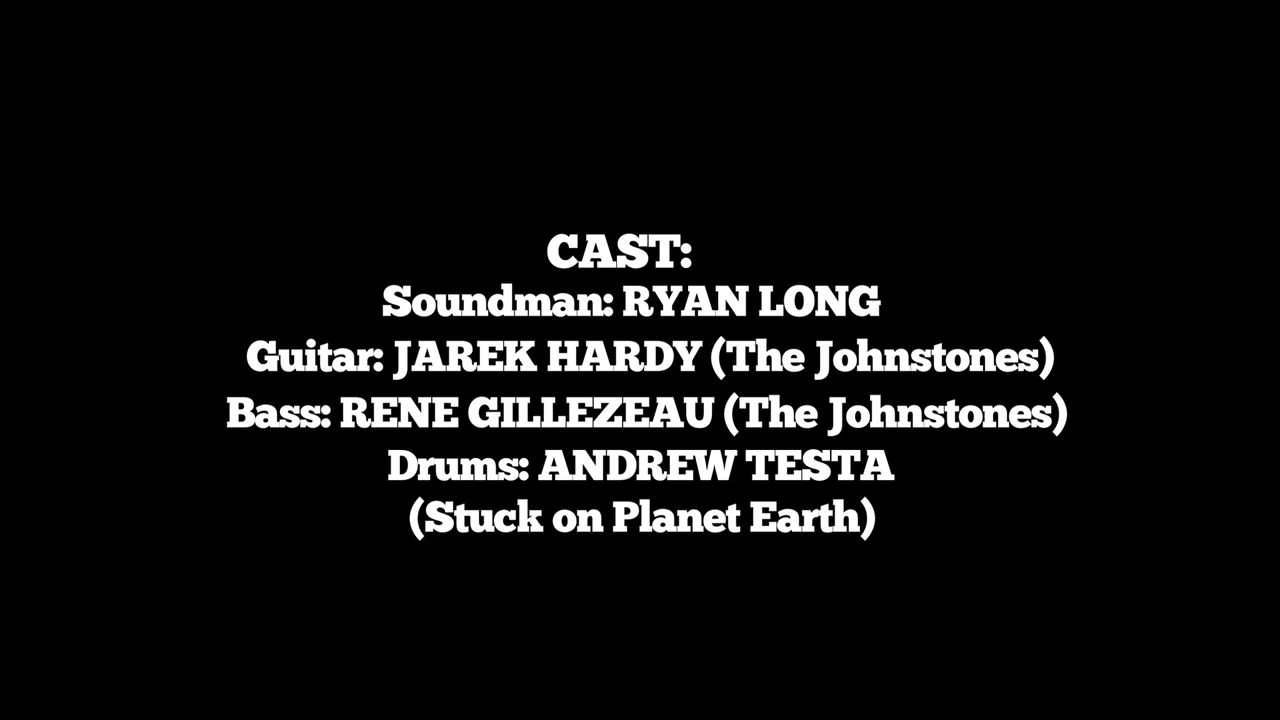 CAST:
Soundman: RYAN LONG
Guitar: JAREK HARDY (The Johnstones)
Bass: RENE GILLEZEAU (The Johnstones)
Drums: ANDREW TESTA
(Stuck on Planet Earth)